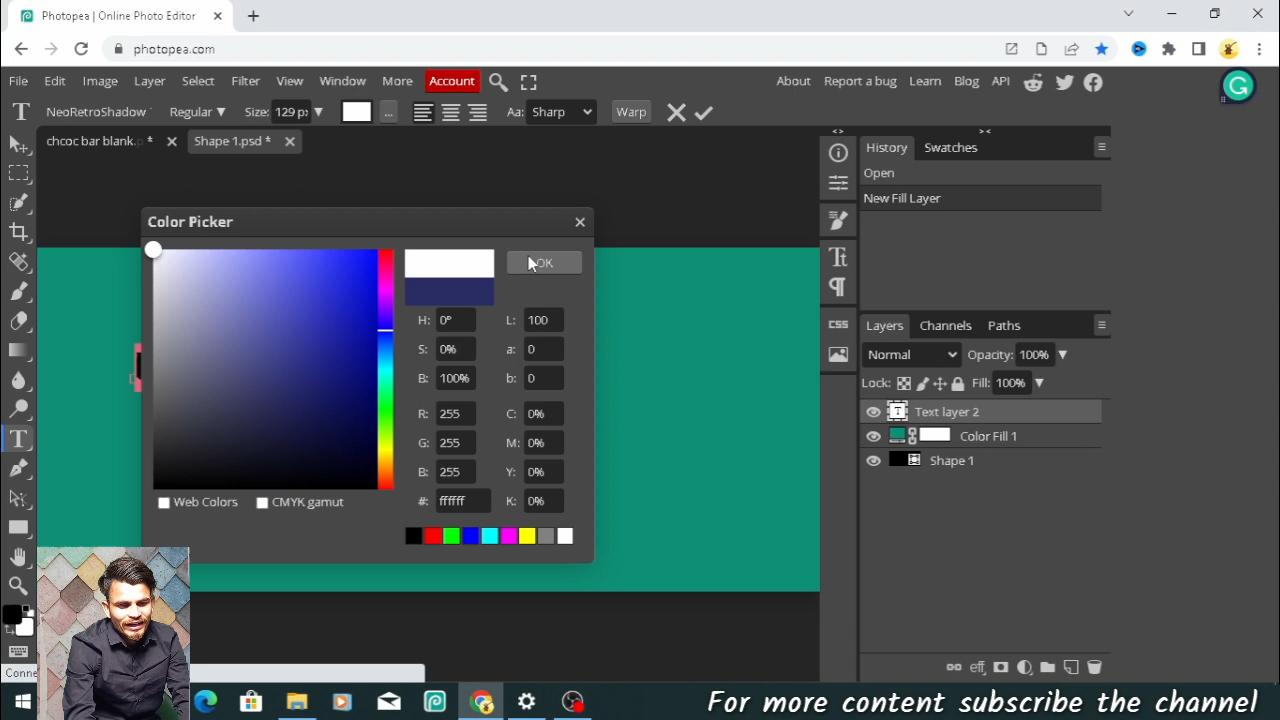 Photopea | Online Photo Editor
photopea.com
File Edit Image Layer Select Filter View Window More Account About Report a bug Learn Blog API
NeoRetroShadow Regular Size: 129 p: ... Aa: Sharp Warp
chcoc bar blank.p * Shape 1.psd *
History Swatches
Open
New Fill Layer
Color Picker
OK
H: 0° L: 100
S: 0% a: 0
B: 100% b: 0
R: 255 C: 0%
G: 255 M: 0%
B: 255 Y: 0%
#: ffffff K: 0%
Web Colors CMYK gamut
CSS
Layers Channels Paths
Normal Opacity: 100%
Lock: Fill: 100%
Text layer 2
Color Fill 1
Shape 1
eff
Conne
For more content subscribe the channel